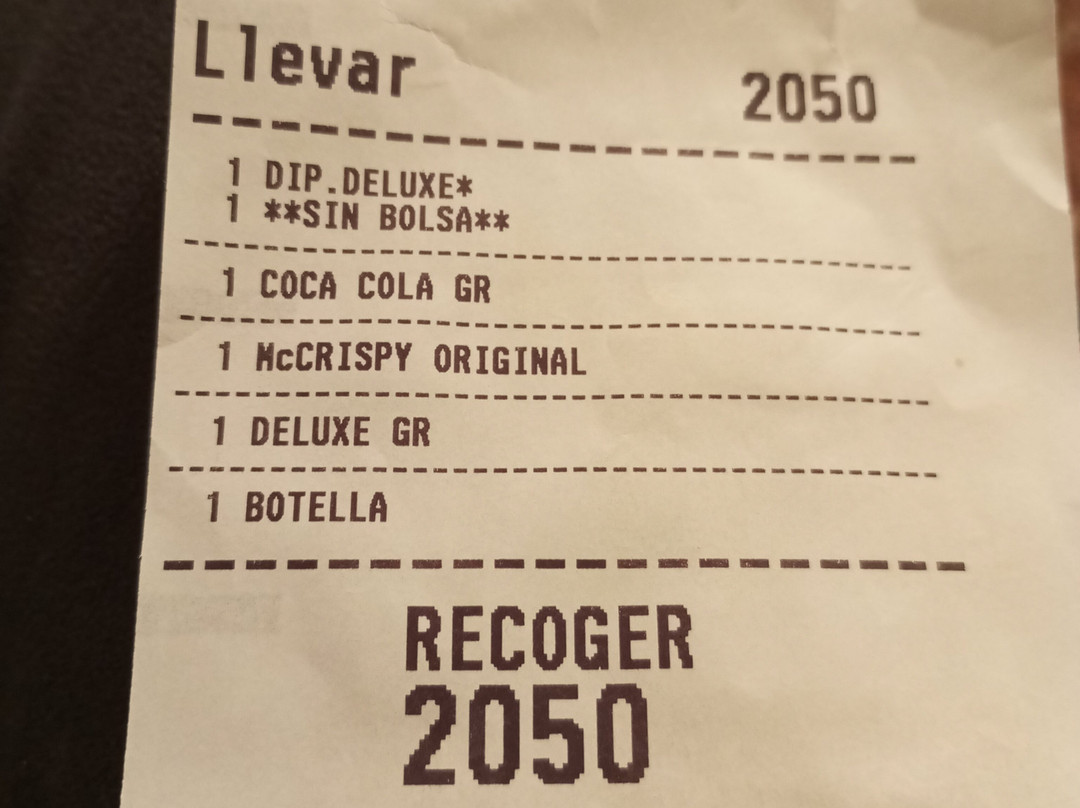 Llevar 2050
1 DIP.DELUXE*
1 **SIN BOLSA**
1 COCA COLA GR
1 McCRISPY ORIGINAL
1 DELUXE GR
1 BOTELLA
RECOGER
2050